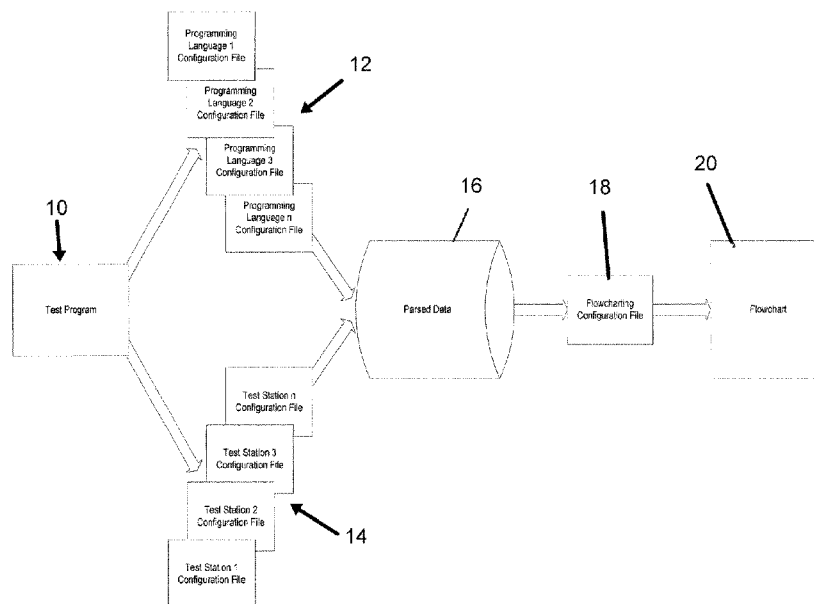 Programming
Language 1
Configuration File
12
Programming
Language 2
Configuration File
Programming
Language 3
Configuration File
Programming
Language n
Configuration File
10
Test Program
16
Parsed Data
18
Flowcharting
Configuration File
20
Flowchart
Test Station n
Configuration File
Test Station 3
Configuration File
Test Station 2
Configuration File
14
Test Station 1
Configuration File